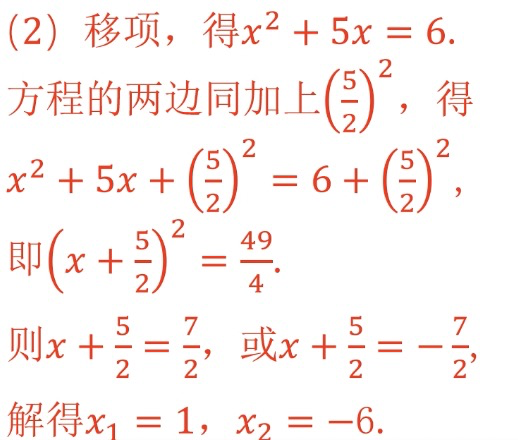 (2) 移项，得x² + 5x = 6.
方程的两边同加上(5/2)²，得
x² + 5x + (5/2)² = 6 + (5/2)²,
即(x + 5/2)² = 49/4.
则x + 5/2 = 7/2，或x + 5/2 = −7/2,
解得x₁ = 1，x₂ = −6.